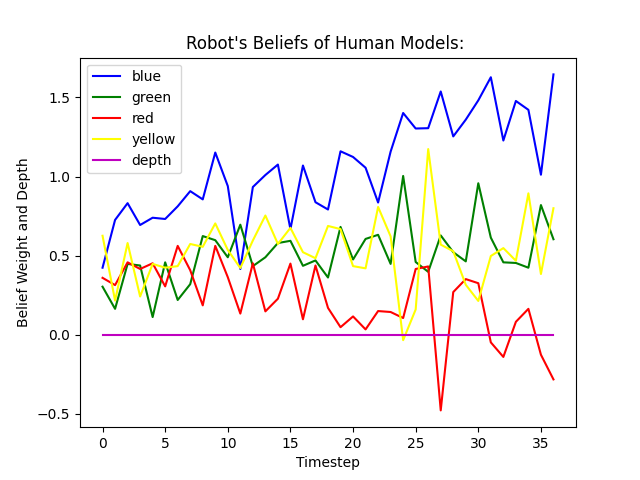 Robot's Beliefs of Human Models:
blue
green
red
yellow
depth
Belief Weight and Depth
1.5
1.0
0.5
0.0
−0.5
0 5 10 15 20 25 30 35
Timestep